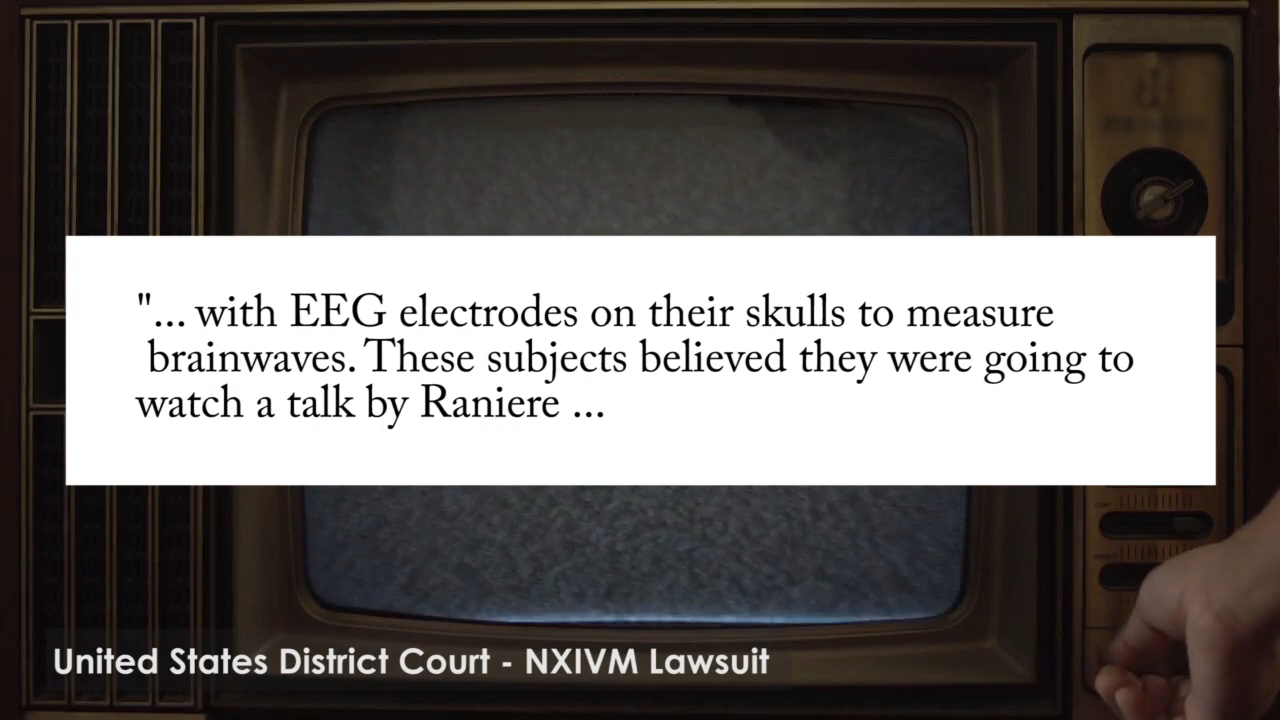 "... with EEG electrodes on their skulls to measure
brainwaves. These subjects believed they were going to
watch a talk by Raniere ...
United States District Court - NXIVM Lawsuit